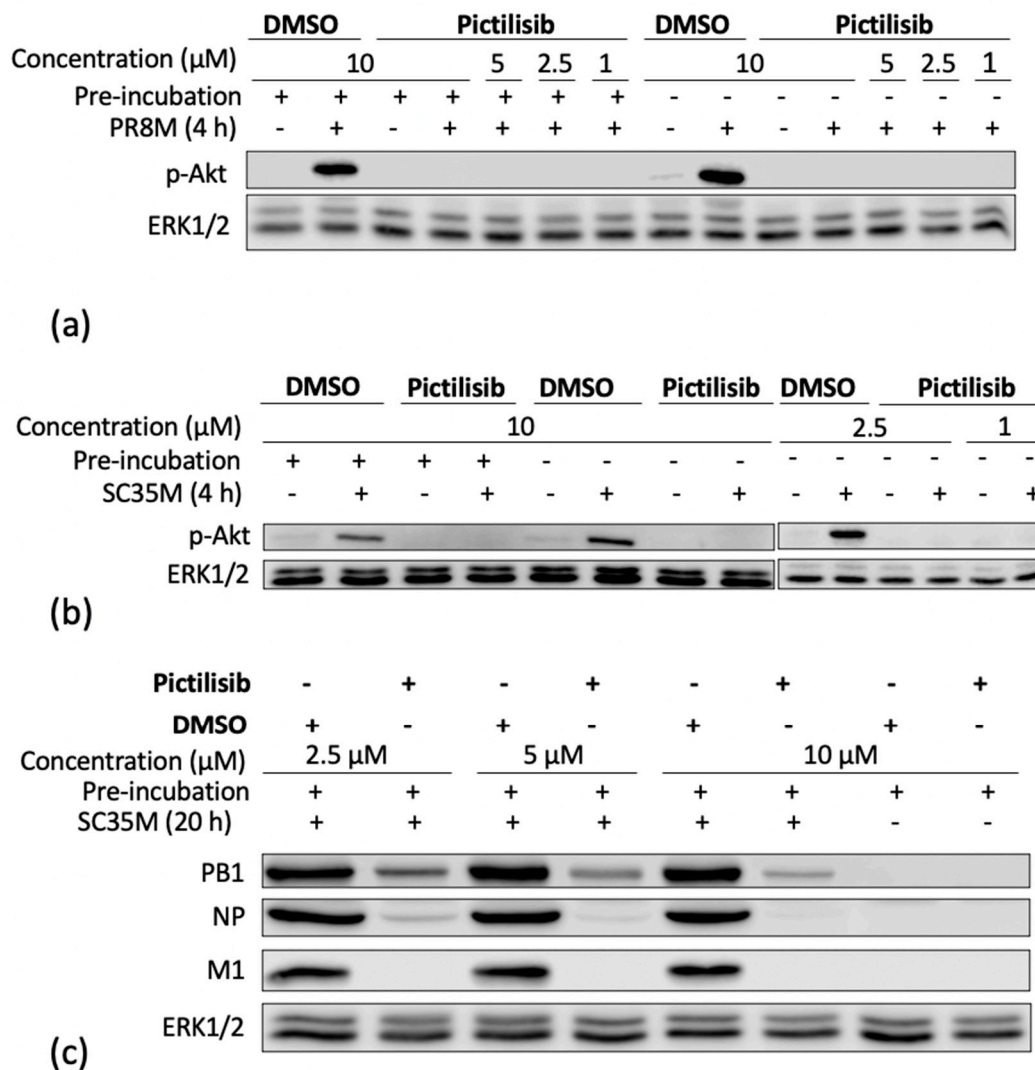 DMSO Pictilisib DMSO Pictilisib
Concentration (µM) 10 5 2.5 1 10 5 2.5 1
Pre-incubation + + + + + + + - - - - - - -
PR8M (4 h) - + - + + + + - + - + + + +
p-Akt
ERK1/2
(a)
DMSO Pictilisib DMSO Pictilisib DMSO Pictilisib
Concentration (µM) 10 2.5 1
Pre-incubation + + + + - - - - - - - - - -
SC35M (4 h) - + - + - + - + - + - + - +
p-Akt
ERK1/2
(b)
Pictilisib - + - + - + - +
DMSO + - + - + - + -
Concentration (µM) 2.5 µM 5 µM 10 µM
Pre-incubation + + + + + + + +
SC35M (20 h) + + + + + + - -
PB1
NP
M1
ERK1/2
(c)